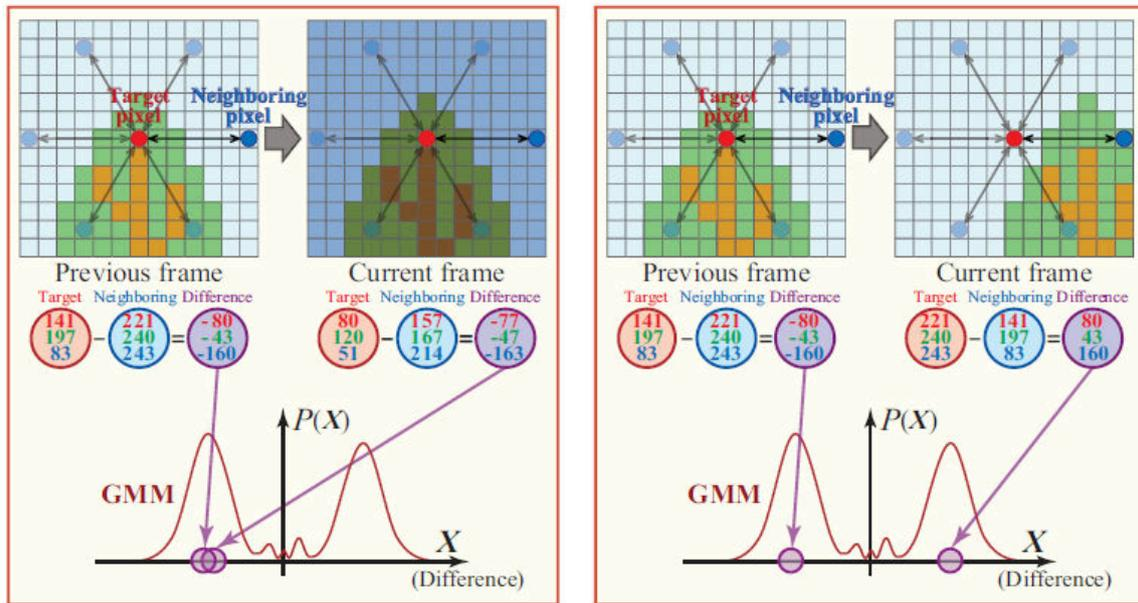 Target
pixel
Neighboring
pixel
Previous frame
Current frame
Target Neighboring Difference
141 221 -80
197 - 240 = -43
83 243 -160
Target Neighboring Difference
80 157 -77
120 - 167 = -47
51 214 -163
P(X)
GMM
X
(Difference)
Target
pixel
Neighboring
pixel
Previous frame
Current frame
Target Neighboring Difference
141 221 -80
197 - 240 = -43
83 243 -160
Target Neighboring Difference
221 141 80
240 - 197 = 43
243 83 160
P(X)
GMM
X
(Difference)